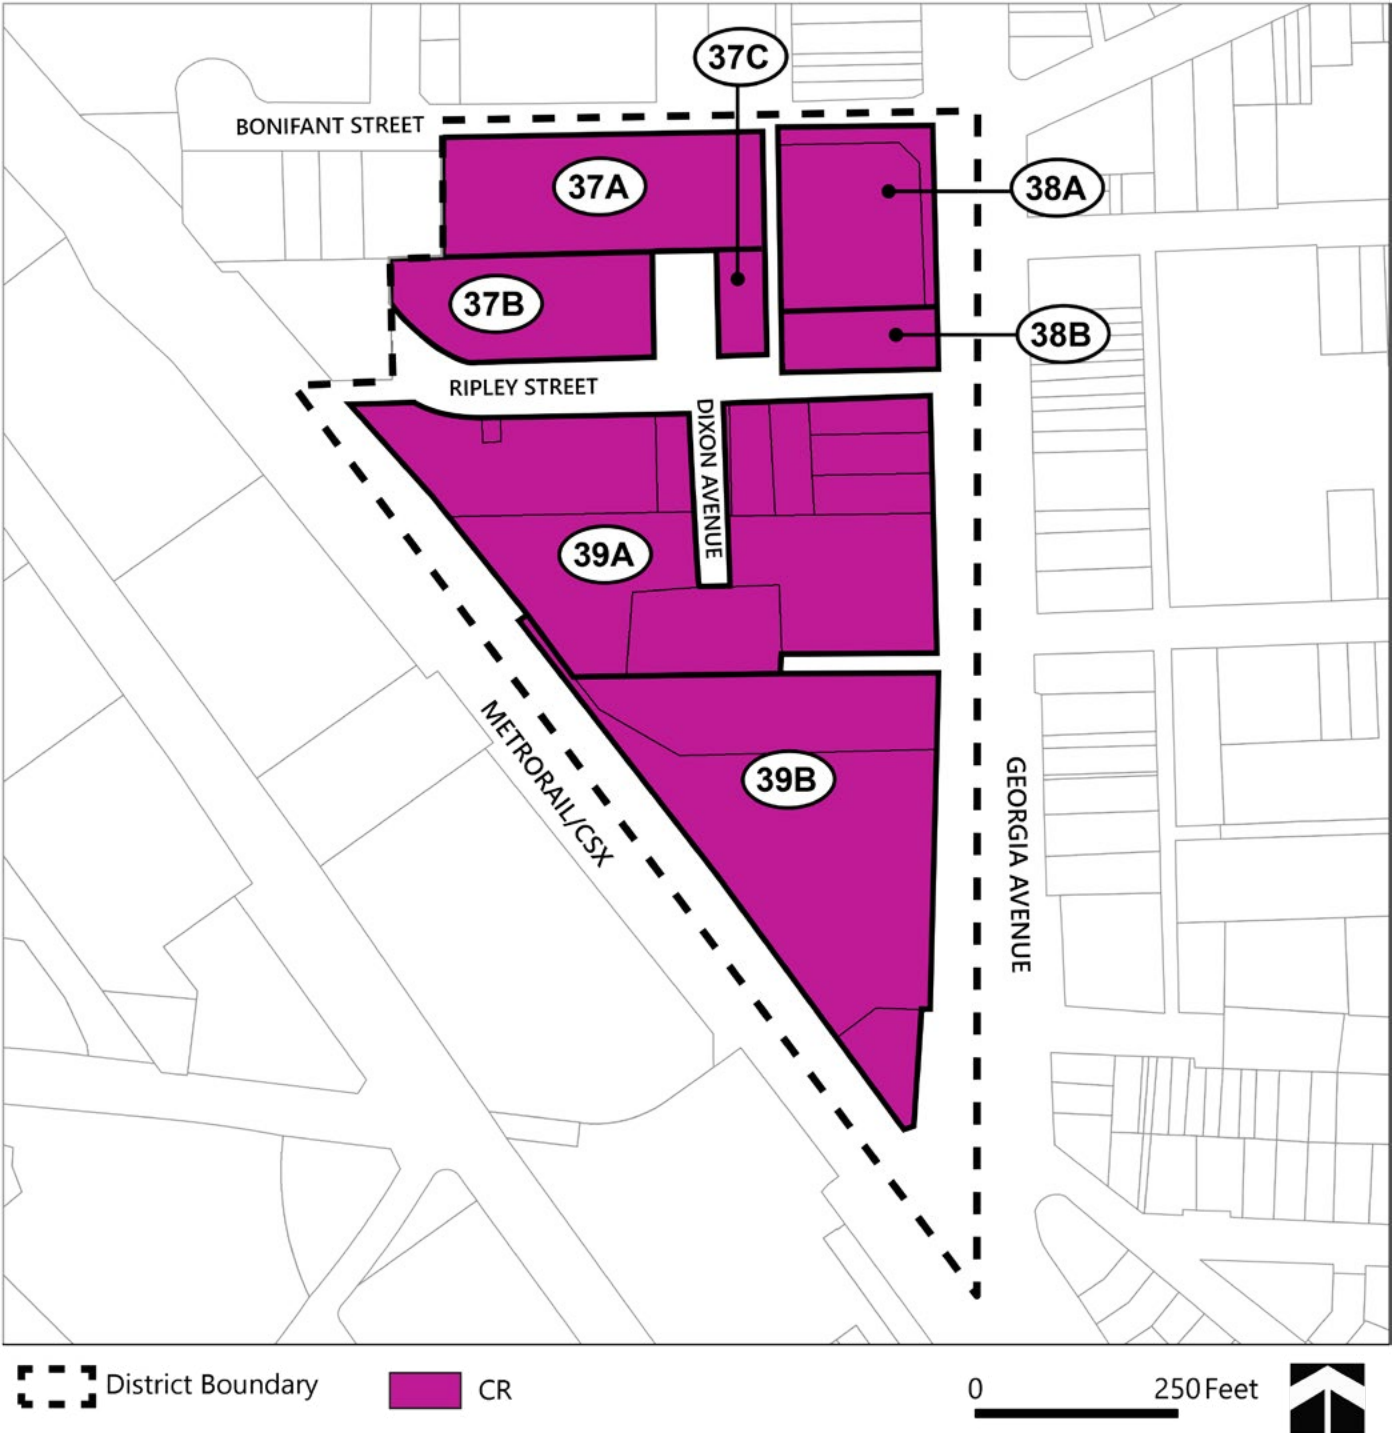 37C
BONIFANT STREET
37A
38A
37B
38B
RIPLEY STREET
DIXON AVENUE
39A
METRORAIL/CSX
39B
GEORGIA AVENUE
District Boundary
CR
0
250 Feet